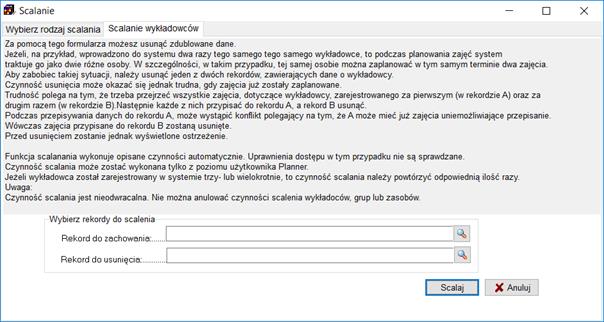 Scalanie
Wybierz rodzaj scalania
Scalanie wykładowców
Za pomocą tego formularza możesz usunąć zdublowane dane.
Jeżeli, na przykład, wprowadzono do systemu dwa razy tego samego tego samego wykładowce, to podczas planowania zajęć system
traktuje go jako dwie różne osoby. W szczególności, w takim przypadku, tej samej osobie można zaplanować w tym samym terminie dwa zajęcia.
Aby zabobiec takiej sytuacji, należy usunąć jeden z dwóch rekordów, zawierających dane o wykładowcy.
Czynność usunięcia może okazać się jednak trudna, gdy zajęcia już zostały zaplanowane.
Trudność polega na tym, że trzeba przejrzeć wszystkie zajęcia, dotyczące wykładowcy, zarejestrowanego za pierwszym (w rekordzie A) oraz za
drugim razem (w rekordzie B).Następnie każde z nich przypisać do rekordu A, a rekord B usunąć.
Podczas przepisywania danych do rekordu A, może wystąpić konflikt polegający na tym, że A może mieć już zajęcia uniemożliwiające przepisanie.
Wówczas zajęcia przypisane do rekordu B zostaną usunięte.
Przed usunięciem zostanie jednak wyświetlone ostrzeżenie.
Funkcja scalanania wykonuje opisane czynności automatycznie. Uprawnienia dostępu w tym przypadku nie są sprawdzane.
Czynność scalania może zostać wykonana tylko z poziomu użytkownika Planner.
Jeżeli wykładowca został zarejestrowany w systemie trzy- lub wielokrotnie, to czynność scalania należy powtórzyć odpowiednią ilość razy.
Uwaga:
Czynność scalania jest nieodwracalna. Nie można anulować czynności scalenia wykładoców, grup lub zasobów.
Wybierz rekordy do scalenia
Rekord do zachowania:......
Rekord do usunięcia:............
Scalaj
Anuluj